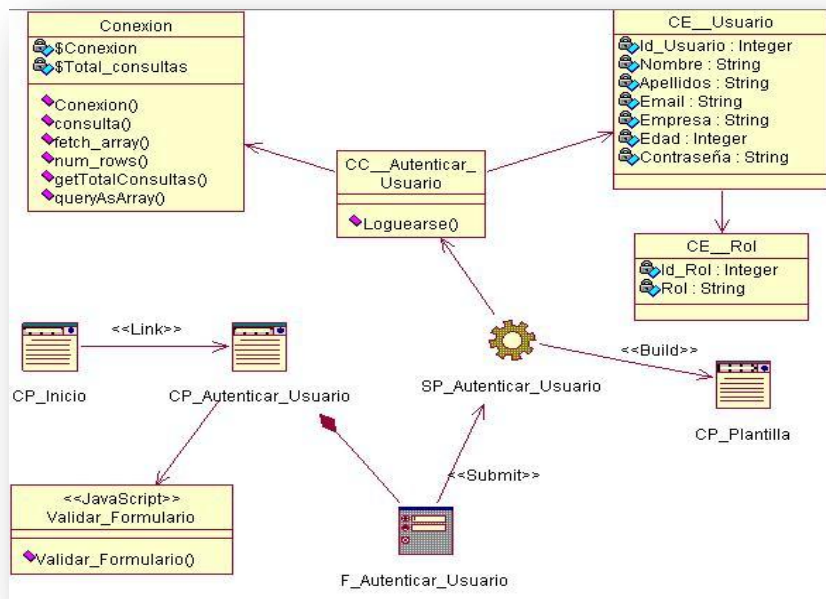 Conexion
$Conexion
$Total_consultas
Conexion()
consulta()
fetch_array()
num_rows()
getTotalConsultas()
queryAsArray()
CE__Usuario
Id_Usuario : Integer
Nombre : String
Apellidos : String
Email : String
Empresa : String
Edad : Integer
Contraseña : String
CC__Autenticar_
Usuario
Loguearse()
CE__Rol
Id_Rol : Integer
Rol : String
<<Link>>
CP_Inicio
CP_Autenticar_Usuario
SP_Autenticar_Usuario
<<Build>>
CP_Plantilla
<<Submit>>
<<JavaScript>>
Validar_Formulario
Validar_Formulario()
F_Autenticar_Usuario